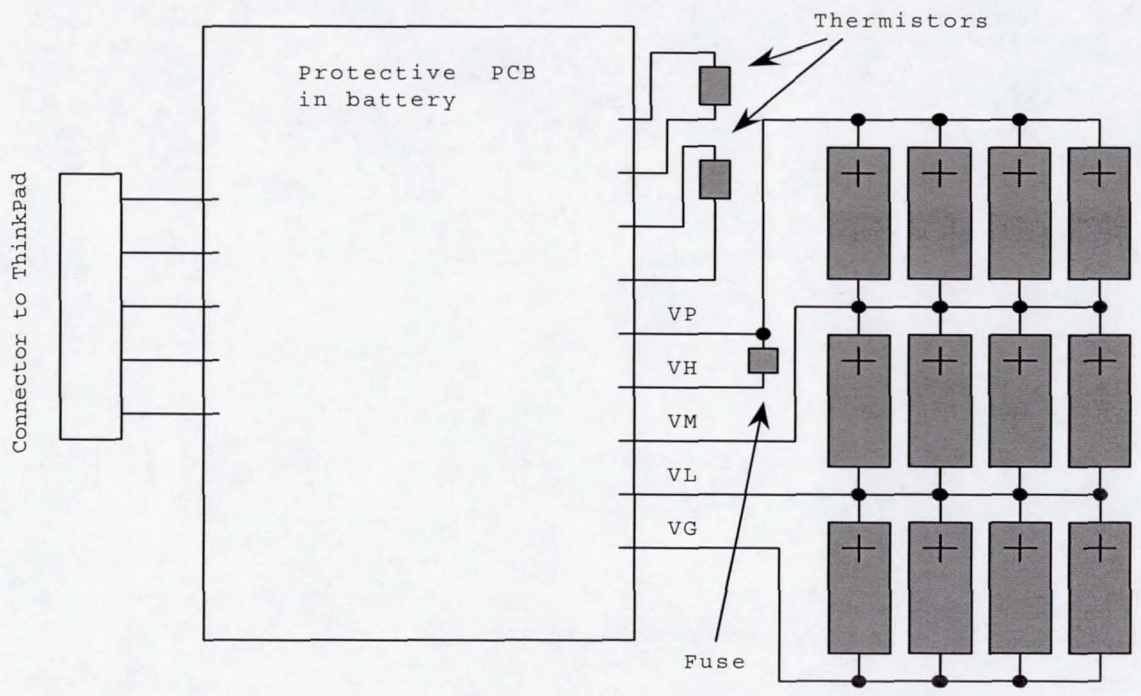 Thermistors
Protective PCB
in battery
Connector to ThinkPad
VP
VH
VM
VL
VG
Fuse
+ + + +
+ + + +
+ + + +